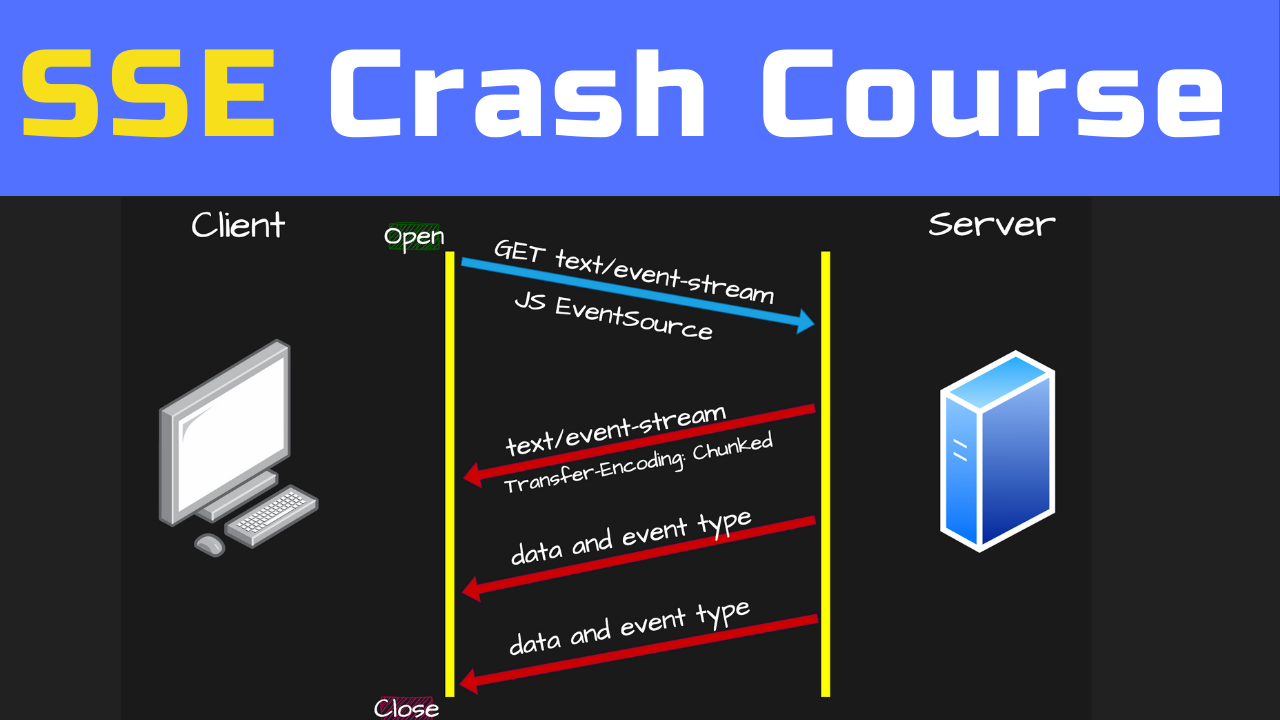 SSE Crash Course
Client
Server
Open
GET text/event-stream
JS EventSource
text/event-stream
Transfer-Encoding: Chunked
data and event type
data and event type
Close